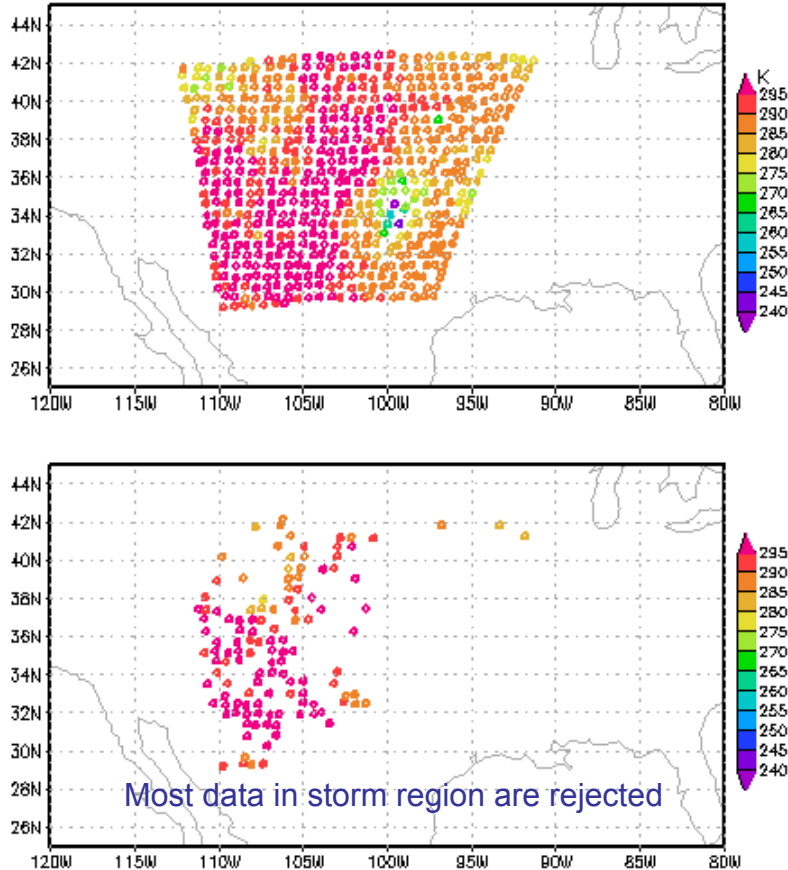 44N
42N
40N
38N
36N
34N
32N
30N
28N
26N
120W 115W 110W 105W 100W 95W 90W 85W 80W
K
295
290
285
280
275
270
265
260
255
250
245
240
44N
42N
40N
38N
36N
34N
32N
30N
28N
26N
120W 115W 110W 105W 100W 95W 90W 85W 80W
295
290
285
280
275
270
265
260
255
250
245
240
Most data in storm region are rejected